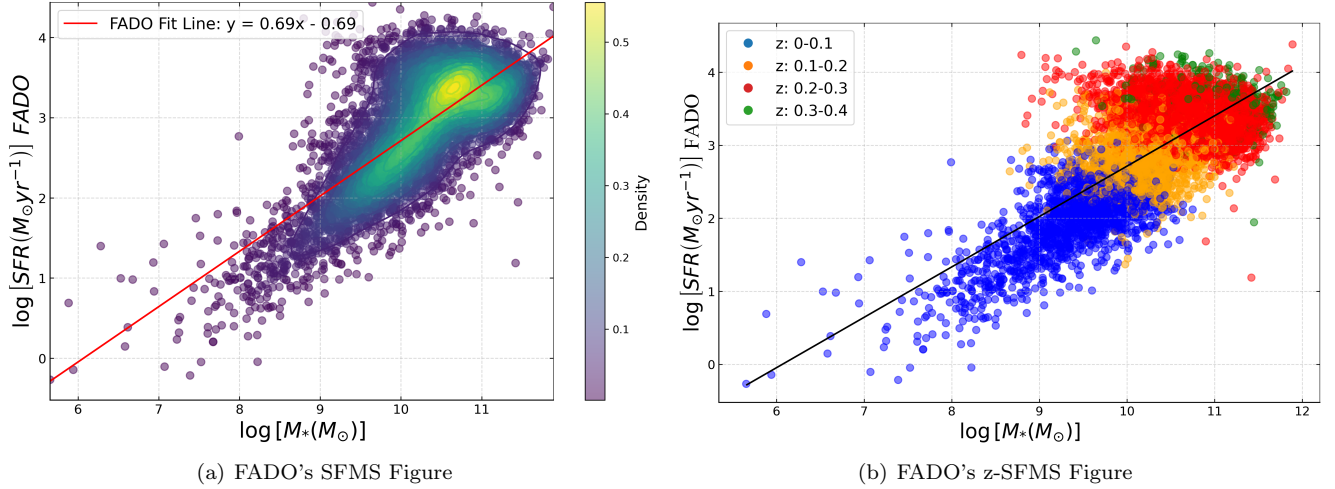 FADO Fit Line: y = 0.69x - 0.69
log [SFR(M⊙yr⁻¹)] FADO
4
3
2
1
0
6 7 8 9 10 11
log [M*(M⊙)]
0.5
0.4
0.3
0.2
0.1
Density
(a) FADO's SFMS Figure
z: 0-0.1
z: 0.1-0.2
z: 0.2-0.3
z: 0.3-0.4
log [SFR(M⊙yr⁻¹)] FADO
4
3
2
1
0
6 7 8 9 10 11 12
log [M*(M⊙)]
(b) FADO's z-SFMS Figure